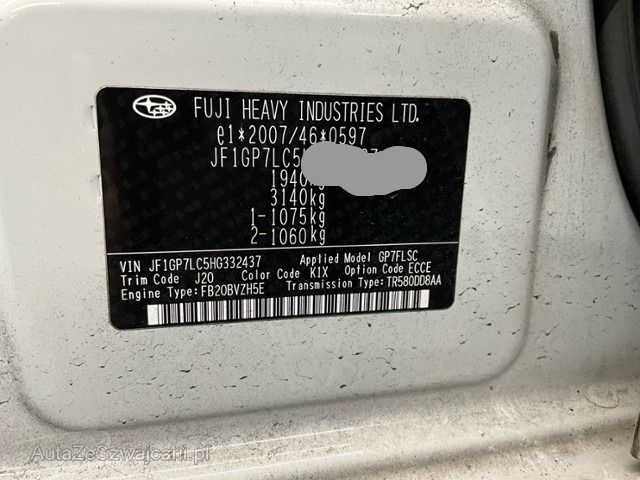 FUJI HEAVY INDUSTRIES LTD.
e1*2007/46*0597
JF1GP7LC5
1940kg
3140kg
1-1075kg
2-1060kg
VIN JF1GP7LC5HG332437 Applied Model GP7FLSC
Trim Code J20 Color Code K1X Option Code ECCE
Engine Type: FB20BVZH5E Transmission Type: TR580DD8AA
AutaZeSzwajcarii.pl